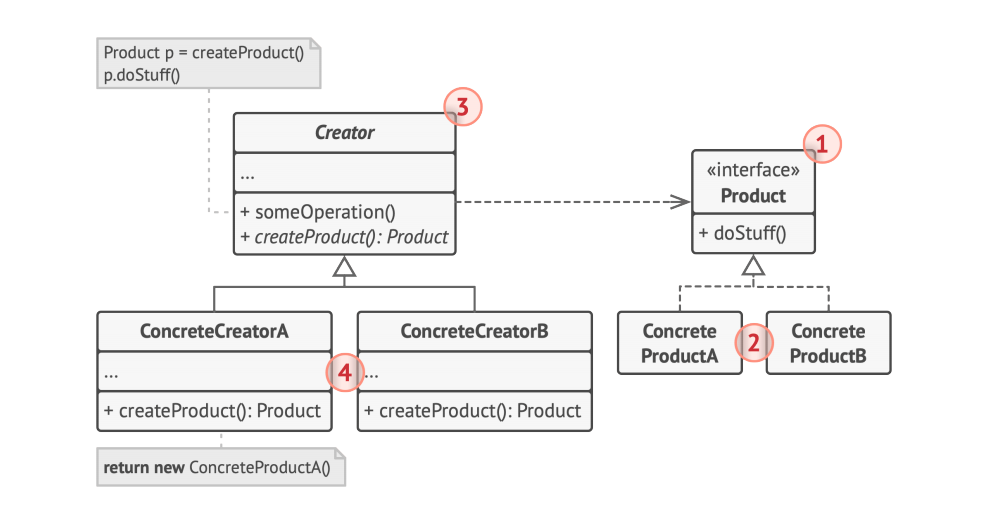 Product p = createProduct()
p.doStuff()
3
Creator
...
+ someOperation()
+ createProduct(): Product
1
«interface»
Product
+ doStuff()
ConcreteCreatorA
...
+ createProduct(): Product
4
ConcreteCreatorB
...
+ createProduct(): Product
Concrete
ProductA
2
Concrete
ProductB
return new ConcreteProductA()